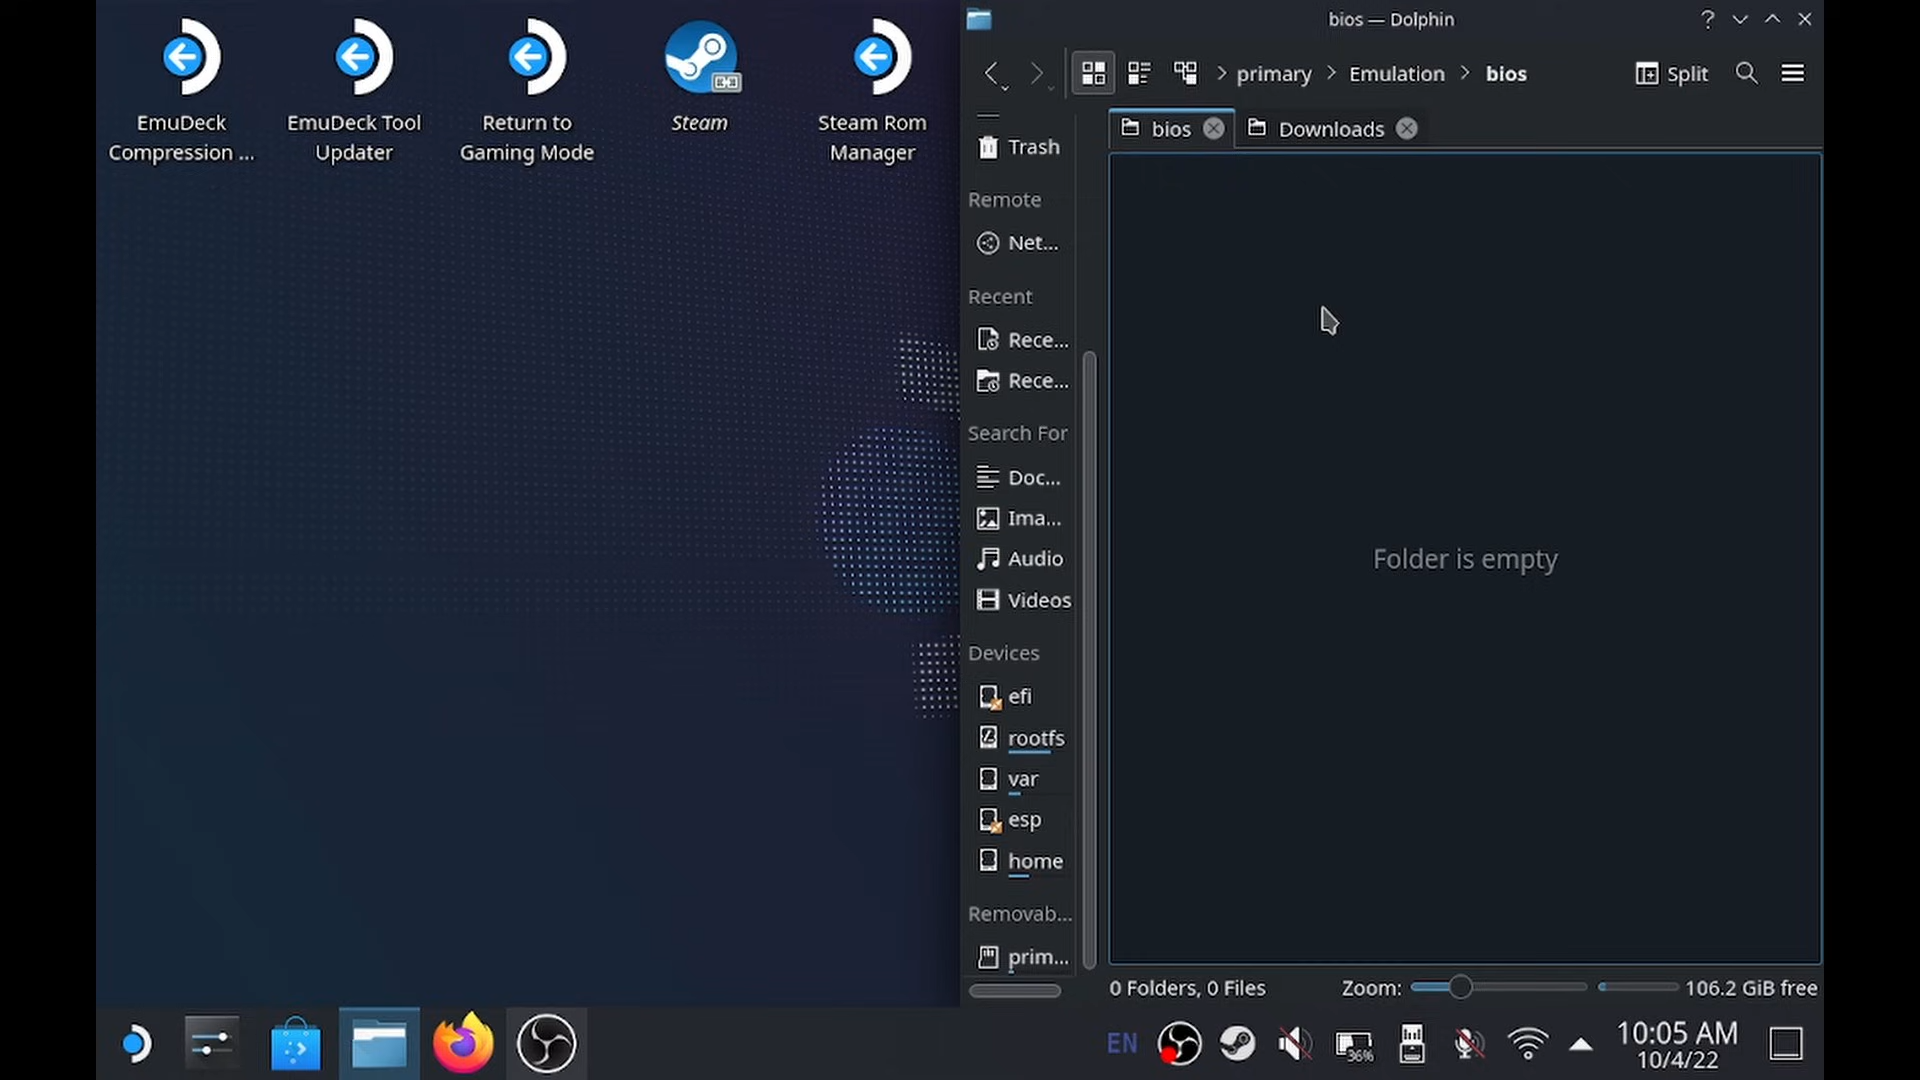 EmuDeck
Compression ...
EmuDeck Tool
Updater
Return to
Gaming Mode
Steam
Steam Rom
Manager
bios — Dolphin
primary
Emulation
bios
Split
bios
Downloads
Trash
Remote
Net...
Recent
Rece...
Rece...
Search For
Doc...
Ima...
Audio
Videos
Devices
efi
rootfs
var
esp
home
Removab...
prim...
Folder is empty
0 Folders, 0 Files
Zoom:
106.2 GiB free
EN
36%
10:05 AM
10/4/22